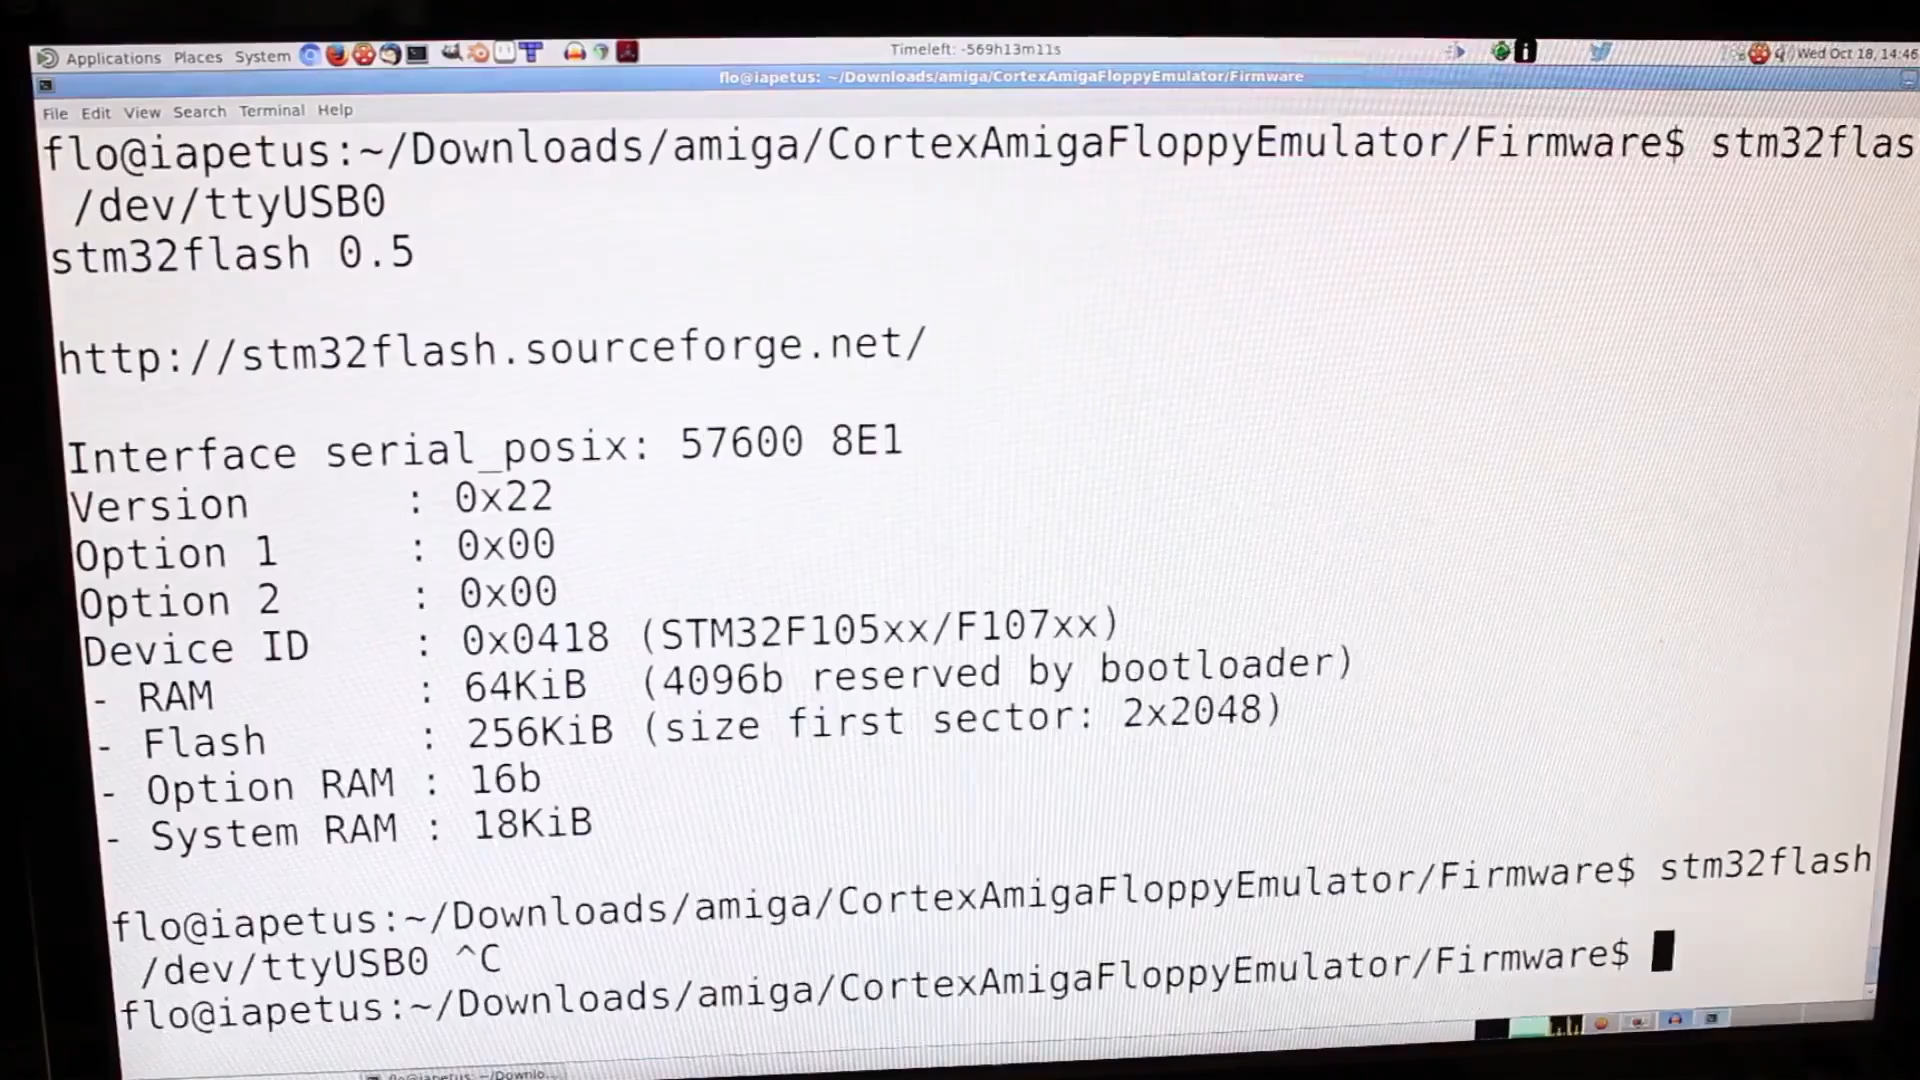 Applications Places System Timeleft: -569h13m11s Wed Oct 18, 14:46
flo@iapetus: ~/Downloads/amiga/CortexAmigaFloppyEmulator/Firmware
File Edit View Search Terminal Help
flo@iapetus:~/Downloads/amiga/CortexAmigaFloppyEmulator/Firmware$ stm32flas
/dev/ttyUSB0
stm32flash 0.5
http://stm32flash.sourceforge.net/
Interface serial_posix: 57600 8E1
Version : 0x22
Option 1 : 0x00
Option 2 : 0x00
Device ID : 0x0418 (STM32F105xx/F107xx)
- RAM : 64KiB (4096b reserved by bootloader)
- Flash : 256KiB (size first sector: 2x2048)
- Option RAM : 16b
- System RAM : 18KiB
flo@iapetus:~/Downloads/amiga/CortexAmigaFloppyEmulator/Firmware$ stm32flash
/dev/ttyUSB0 ^C
flo@iapetus:~/Downloads/amiga/CortexAmigaFloppyEmulator/Firmware$